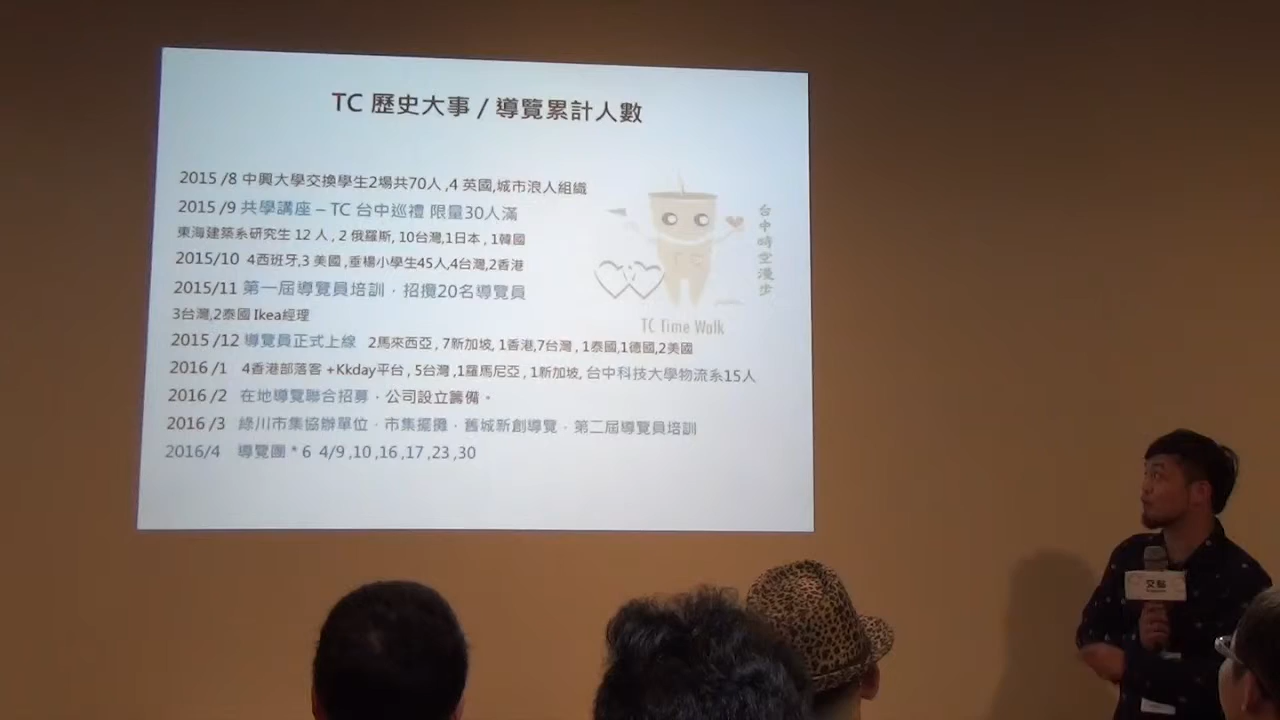 TC 歷史大事 / 導覽累計人數
2015 /8 中興大學交換學生2場共70人 ,4 英國,城市浪人組織
2015 /9 共學講座 – TC 台中巡禮 限量30人滿
東海建築系研究生 12 人 , 2 俄羅斯, 10台灣,1日本 , 1韓國
2015/10 4西班牙,3 美國 ,垂楊小學生45人,4台灣,2香港
2015/11 第一屆導覽員培訓，招攬20名導覽員
3台灣,2泰國 Ikea經理
2015 /12 導覽員正式上線 2馬來西亞 , 7新加坡, 1香港,7台灣 , 1泰國,1德國,2美國
2016 /1 4香港部落客 +Kkday平台 , 5台灣 ,1羅馬尼亞 , 1新加坡, 台中科技大學物流系15人
2016 /2 在地導覽聯合招募，公司設立籌備。
2016 /3 綠川市集協辦單位，市集擺攤，舊城新創導覽，第二屆導覽員培訓
2016/4 導覽團 * 6 4/9 ,10 ,16 ,17 ,23 ,30
台中時空漫步
TC
TC Time Walk
交點